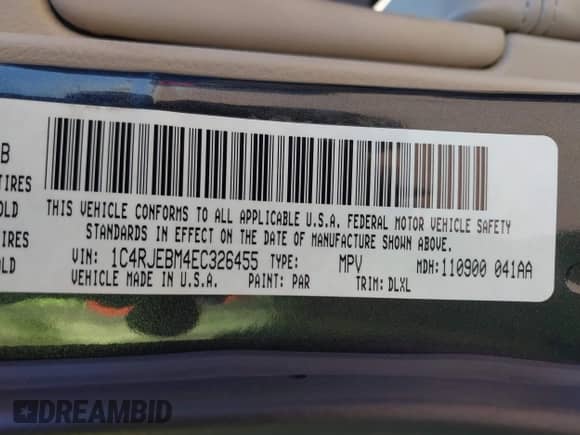 B
TIRES
OLD
IRES
OLD
THIS VEHICLE CONFORMS TO ALL APPLICABLE U.S.A. FEDERAL MOTOR VEHICLE SAFETY
STANDARDS IN EFFECT ON THE DATE OF MANUFACTURE SHOWN ABOVE.
VIN: 1C4RJEBM4EC326455 TYPE: MPV MDH:110900 041AA
VEHICLE MADE IN U.S.A. PAINT: PAR TRIM: DLXL
DREAMBID